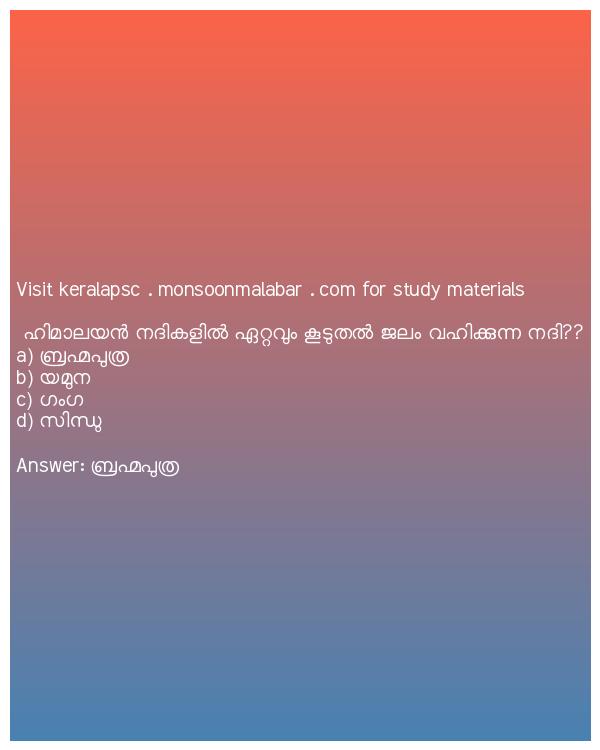 Visit keralapsc . monsoonmalabar . com for study materials
ഹിമാലയൻ നദികളിൽ ഏറ്റവും കൂടുതൽ ജലം വഹിക്കുന്ന നദി??
a) ബ്രഹ്മപുത്ര
b) യമുന
c) ഗംഗ
d) സിന്ധു
Answer: ബ്രഹ്മപുത്ര